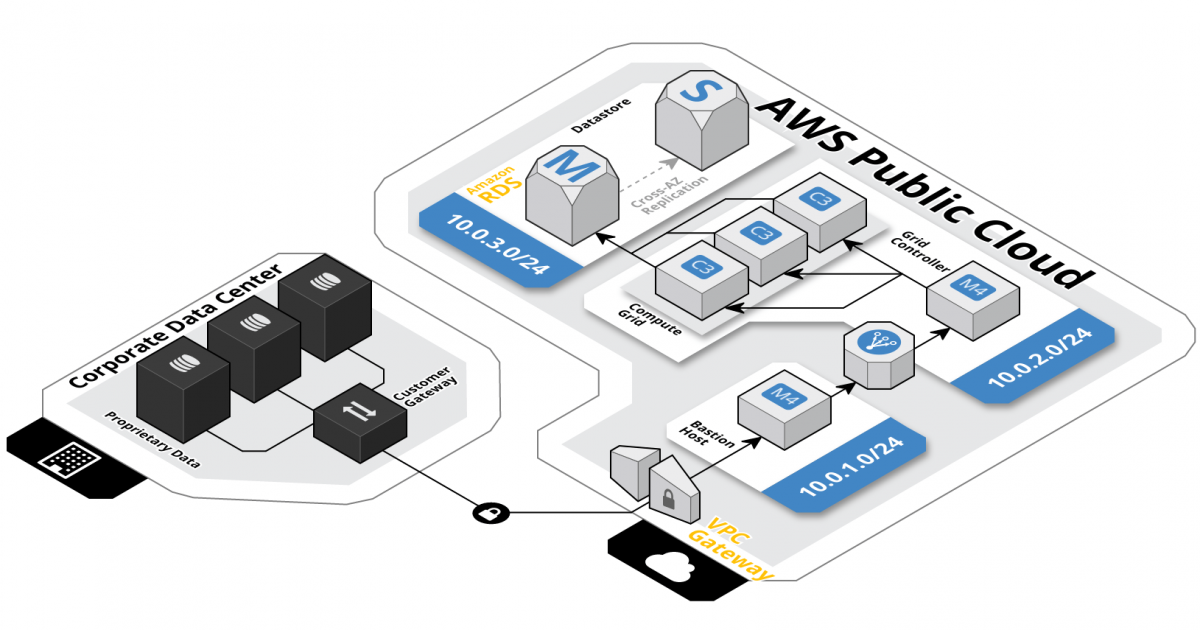 AWS Public Cloud
Datastore
S
Amazon
RDS
M
Cross-AZ
Replication
10.0.3.0/24
C3
C3
C3
Compute
Grid
Grid
Controller
M4
10.0.2.0/24
M4
Bastion
Host
10.0.1.0/24
VPC
Gateway
Corporate Data Center
Proprietary Data
Customer
Gateway